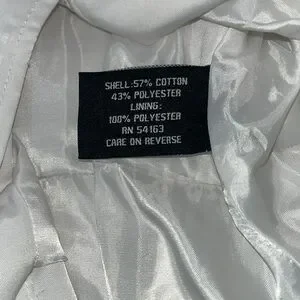 SHELL:57% COTTON
43% POLYESTER
LINING:
100% POLYESTER
RN 54163
CARE ON REVERSE